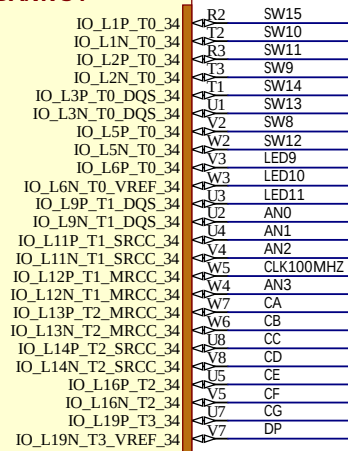 IO_L1P_T0_34 R2 SW15
IO_L1N_T0_34 T2 SW10
IO_L2P_T0_34 R3 SW11
IO_L2N_T0_34 T3 SW9
IO_L3P_T0_DQS_34 T1 SW14
IO_L3N_T0_DQS_34 U1 SW13
IO_L5P_T0_34 V2 SW8
IO_L5N_T0_34 W2 SW12
IO_L6P_T0_34 V3 LED9
IO_L6N_T0_VREF_34 W3 LED10
IO_L9P_T1_DQS_34 U3 LED11
IO_L9N_T1_DQS_34 U2 AN0
IO_L11P_T1_SRCC_34 U4 AN1
IO_L11N_T1_SRCC_34 V4 AN2
IO_L12P_T1_MRCC_34 W5 CLK100MHZ
IO_L12N_T1_MRCC_34 W4 AN3
IO_L13P_T2_MRCC_34 W7 CA
IO_L13N_T2_MRCC_34 W6 CB
IO_L14P_T2_SRCC_34 U8 CC
IO_L14N_T2_SRCC_34 V8 CD
IO_L16P_T2_34 U5 CE
IO_L16N_T2_34 V5 CF
IO_L19P_T3_34 U7 CG
IO_L19N_T3_VREF_34 V7 DP